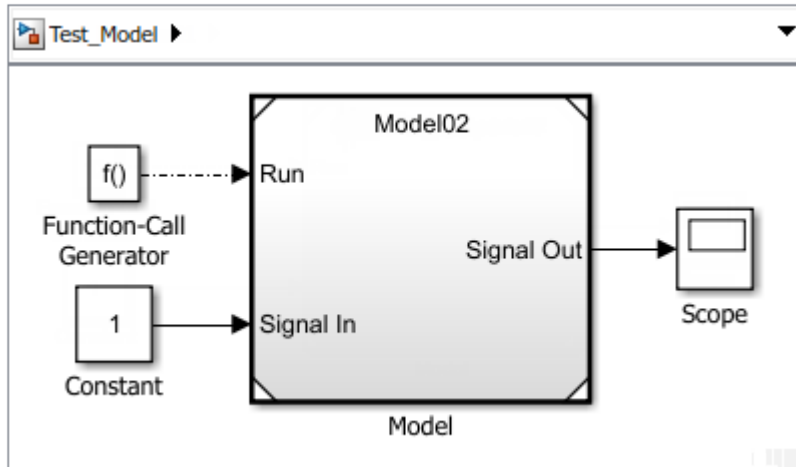 Test_Model
Model02
f()
Run
Function-Call
Generator
Signal Out
1
Signal In
Scope
Constant
Model